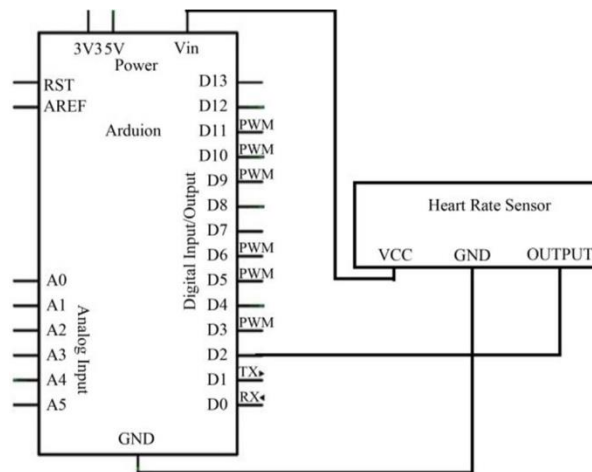 3V3 5V Vin
Power
RST
AREF
Arduion
D13
D12
D11 PWM
D10 PWM
D9 PWM
D8
D7
D6 PWM
D5 PWM
D4
D3 PWM
D2
D1 TX
D0 RX
Digital Input/Output
A0
A1
A2
A3
A4
A5
Analog Input
GND
Heart Rate Sensor
VCC GND OUTPUT